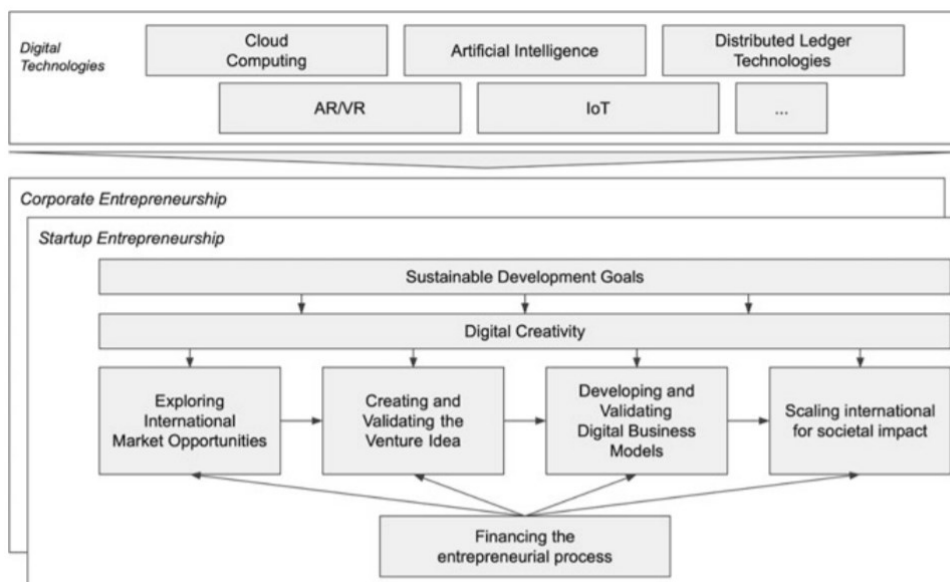 Digital
Technologies
Cloud
Computing
Artificial Intelligence
Distributed Ledger
Technologies
AR/VR
IoT
...
Corporate Entrepreneurship
Startup Entrepreneurship
Sustainable Development Goals
Digital Creativity
Exploring
International
Market Opportunities
Creating and
Validating the
Venture Idea
Developing and
Validating
Digital Business
Models
Scaling international
for societal impact
Financing the
entrepreneurial process